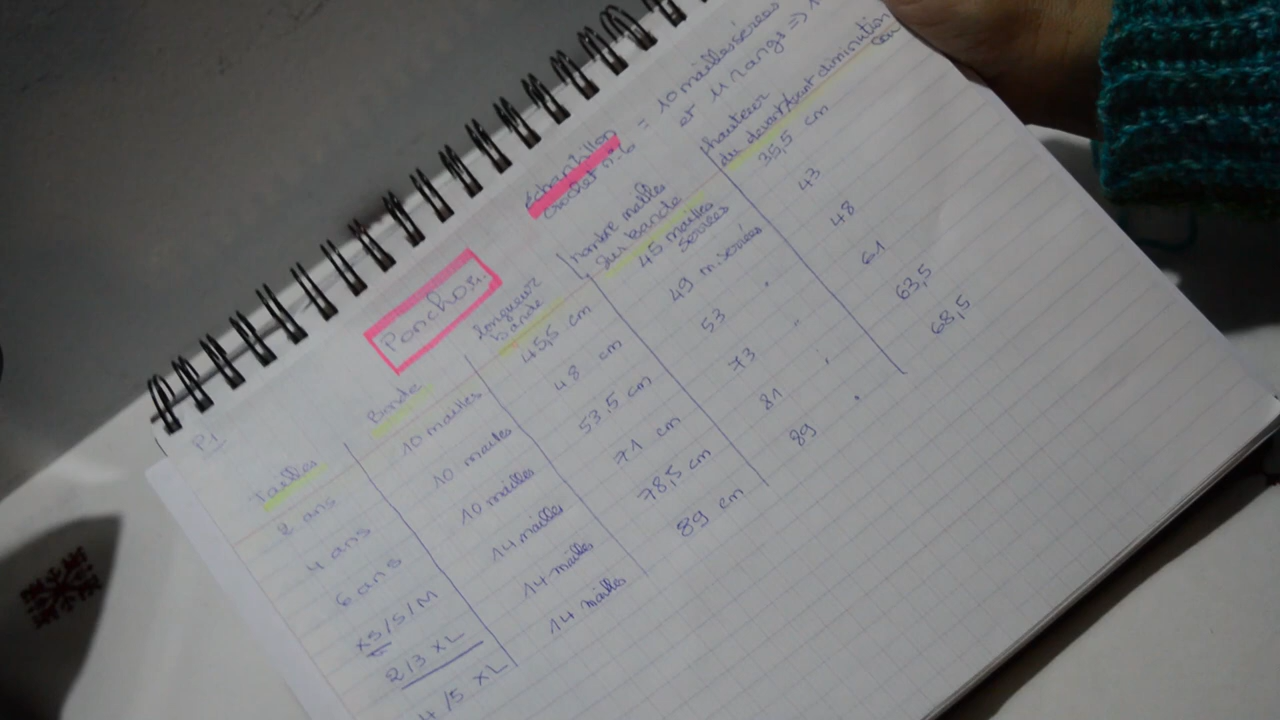 P1
Ponchos.
Échantillon = 10 mailles serrées
crochet n°6 et 11 rangs => 1
Tailles | Bande | longueur bande | nombre mailles sur bande | hauteur du devant avant diminution cou
2 ans | 10 mailles | 45,5 cm | 45 mailles serrées | 35,5 cm
4 ans | 10 mailles | 48 cm | 49 m serrées | 43
6 ans | 10 mailles | 53,5 cm | 53 " | 48
XS/S/M | 14 mailles | 71 cm | 73 " | 61
2/3 XL | 14 mailles | 78,5 cm | 81 " | 63,5
4/5 XL | 14 mailles | 89 cm | 89 " | 68,5